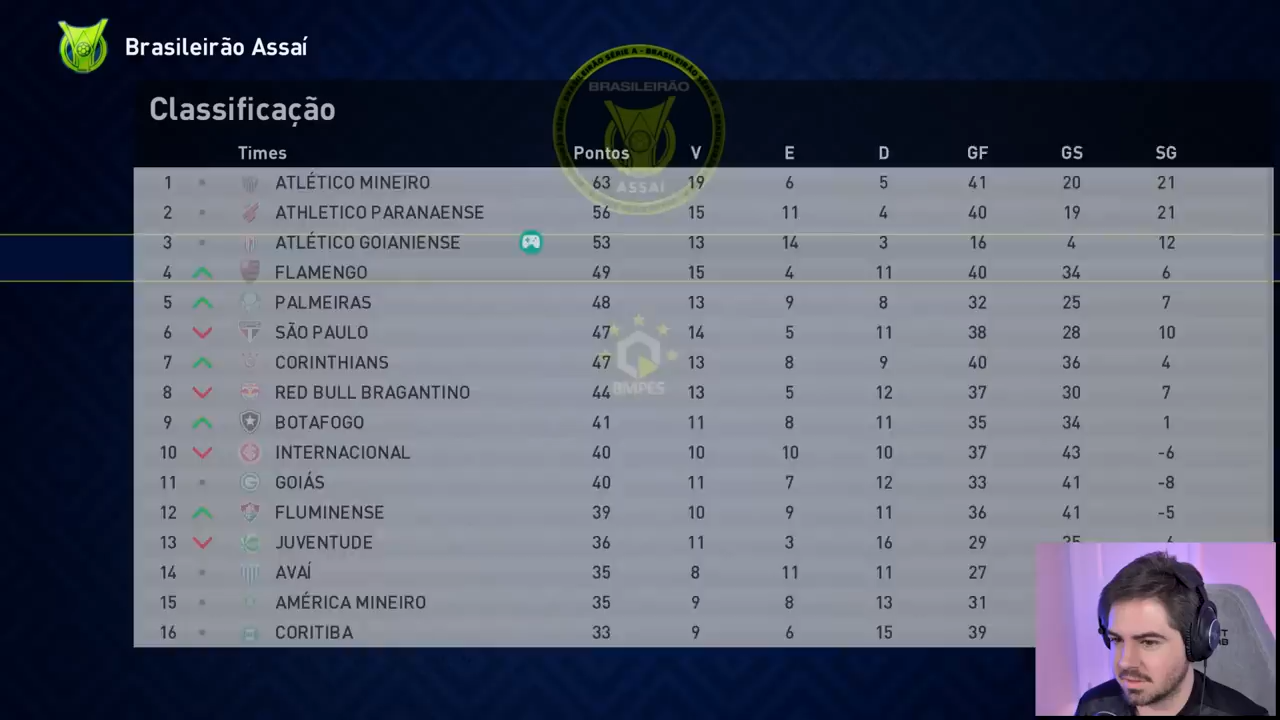 Brasileirão Assaí
BRASILEIRÃO SÉRIE A - BRASILEIRÃO SÉRIE A
BRASILEIRÃO
ASSAÍ
Classificação
Times Pontos V E D GF GS SG
1 ATLÉTICO MINEIRO 63 19 6 5 41 20 21
2 ATHLETICO PARANAENSE 56 15 11 4 40 19 21
3 ATLÉTICO GOIANIENSE 53 13 14 3 16 4 12
4 FLAMENGO 49 15 4 11 40 34 6
5 PALMEIRAS 48 13 9 8 32 25 7
6 SÃO PAULO 47 14 5 11 38 28 10
7 CORINTHIANS 47 13 8 9 40 36 4
BMPES
8 RED BULL BRAGANTINO 44 13 5 12 37 30 7
9 BOTAFOGO 41 11 8 11 35 34 1
10 INTERNACIONAL 40 10 10 10 37 43 -6
11 GOIÁS 40 11 7 12 33 41 -8
12 FLUMINENSE 39 10 9 11 36 41 -5
13 JUVENTUDE 36 11 3 16 29
14 AVAÍ 35 8 11 11 27
15 AMÉRICA MINEIRO 35 9 8 13 31
16 CORITIBA 33 9 6 15 39